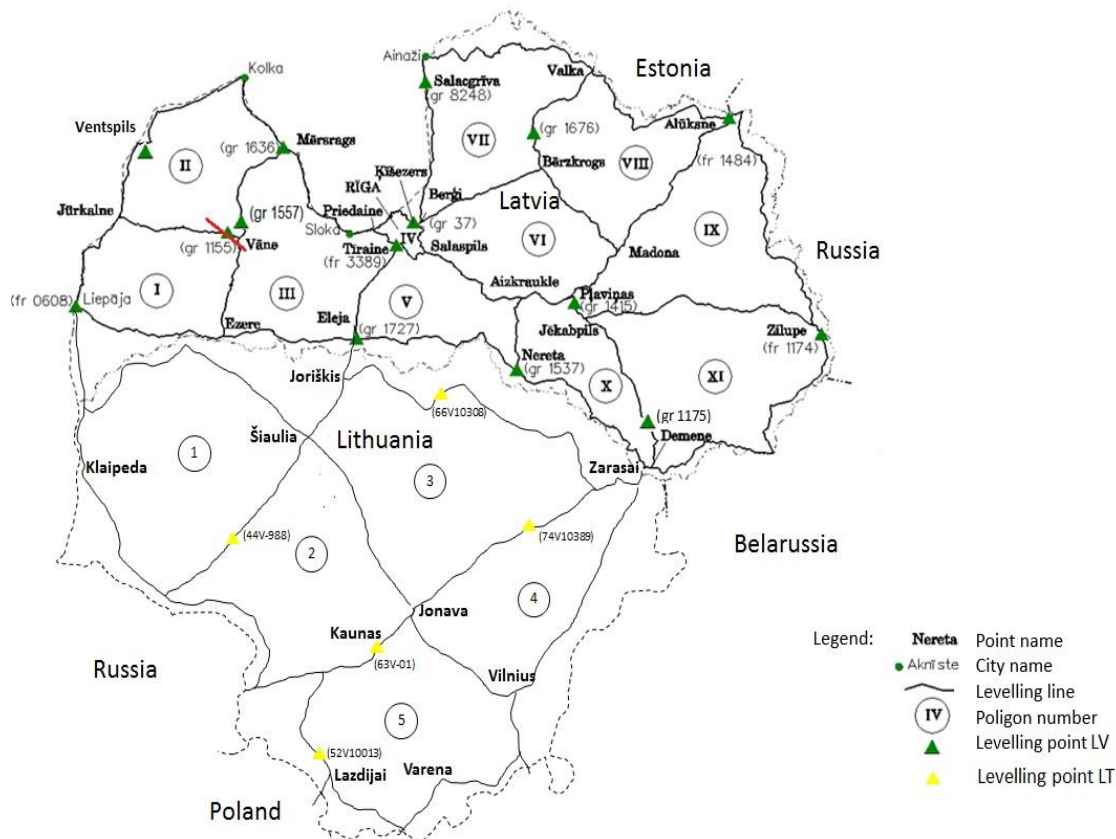 Kolka
Ainaži
Valka
Estonia
Salacgrīva
(gr 8248)
Ventspils
Alūksne
(gr 1676)
VII
(gr 1636)
Mērsrags
II
VIII
(fr 1484)
Bērzkrogs
Ķīšezers
RĪGA
Berģi
Latvia
Jūrkalne
Priedaine
(gr 1557)
(gr 37)
IX
Sloka
IV
VI
(gr 1155)
Vāne
Tīraine
Salaspils
Russia
(fr 3389)
Madona
I
III
Aizkraukle
(fr 0608)
Liepāja
V
Pļaviņas
(gr 1415)
Ezere
Eleja
Jēkabpils
Zilupe
(gr 1727)
(fr 1174)
Nereta
(gr 1537)
Joriškis
X
XI
(66V10308)
(gr 1175)
Šiaulia
Lithuania
Demene
1
Klaipeda
Zarasai
3
(44V-988)
(74V10389)
Belarussia
2
4
Jonava
Kaunas
Legend:
Nereta
Point name
(63V-01)
Russia
Aknīste
City name
Vilnius
Levelling line
5
IV
Poligon number
Levelling point LV
(52V10013)
Lazdijai
Varena
Levelling point LT
Poland